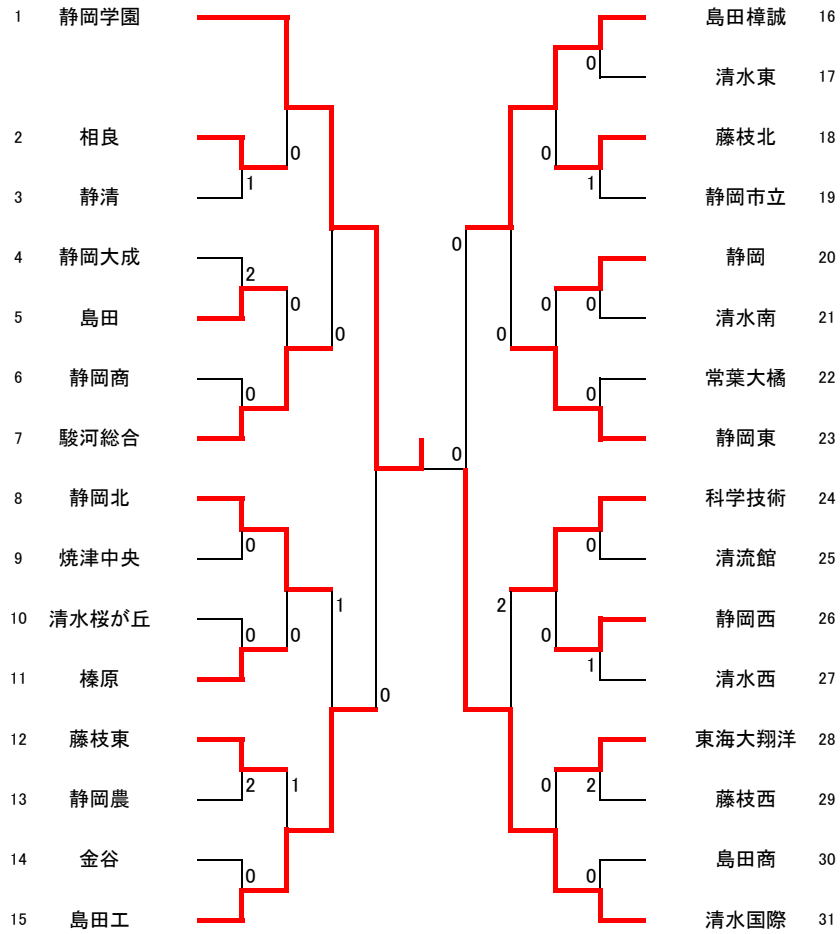 1 静岡学園
2 相良
3 静清
4 静岡大成
5 島田
6 静岡商
7 駿河総合
8 静岡北
9 焼津中央
10 清水桜が丘
11 榛原
12 藤枝東
13 静岡農
14 金谷
15 島田工
0
1
2
0
0
0
0
1
0
0
0
2
1
0
0
0
0
0
0
1
0
0
0
0
2
0
0
1
0
2
0
島田樟誠 16
清水東 17
藤枝北 18
静岡市立 19
静岡 20
清水南 21
常葉大橘 22
静岡東 23
科学技術 24
清流館 25
静岡西 26
清水西 27
東海大翔洋 28
藤枝西 29
島田商 30
清水国際 31